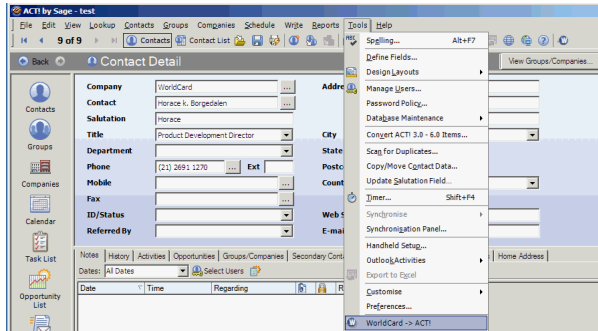 ACT! by Sage - test
File Edit View Lookup Contacts Groups Companies Schedule Write Reports Tools Help
9 of 9 Contacts Contact List
Back Contact Detail View Groups/Companies...
Contacts
Groups
Companies
Calendar
Task List
Opportunity List
Company WorldCard
Contact Horace k. Borgedalen
Salutation Horace
Title Product Development Director
Department
Phone (21) 2691 1270 Ext
Mobile
Fax
ID/Status
Referred By
Addre
City
State
Postc
Count
Web S
E-mai
Spelling... Alt+F7
Define Fields...
Design Layouts
Manage Users...
Password Policy...
Database Maintenance
Convert ACT! 3.0 - 6.0 Items...
Scan for Duplicates...
Copy/Move Contact Data...
Update Salutation Field...
Timer... Shift+F4
Synchronise
Synchronisation Panel...
Handheld Setup...
Outlook Activities
Export to Excel
Customise
Preferences...
WorldCard -> ACT!
Notes History Activities Opportunities Groups/Companies Secondary Cont Home Address
Dates: All Dates Select Users
Date Time Regarding R